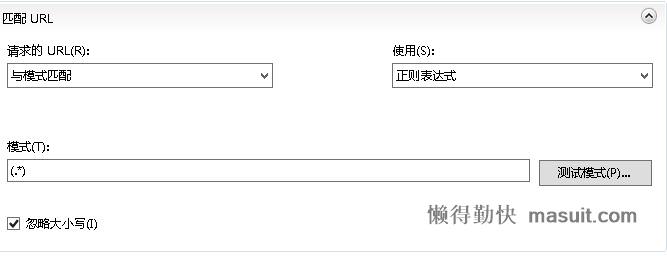 匹配 URL
请求的 URL(R):
使用(S):
与模式匹配
正则表达式
模式(T):
(.*)
测试模式(P)...
忽略大小写(I)
懒得勤快 masuit.com